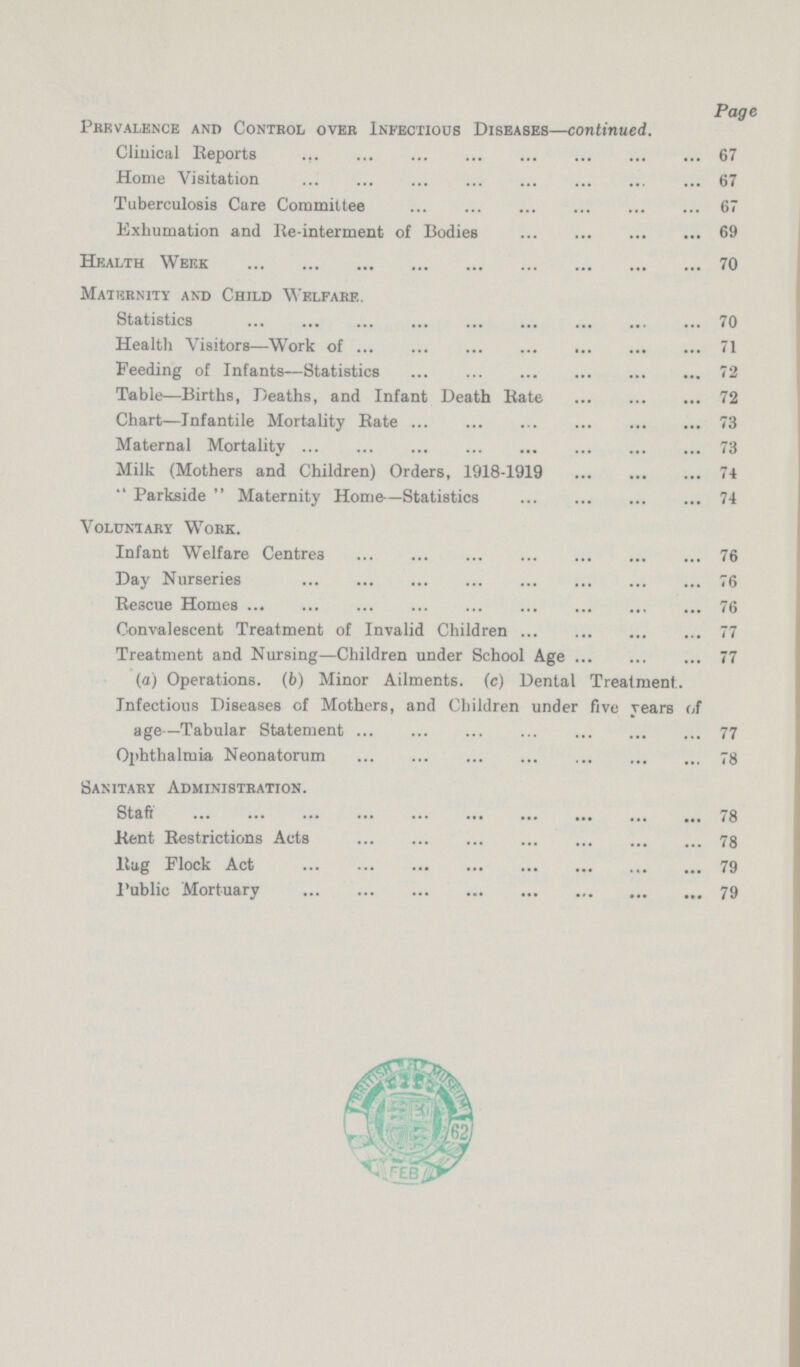 Page
Prevalence and Control over Infectious Diseases—continued.
Clinical Reports ... ... ... ... ... ... ... ... 67
Home Visitation ... ... ... ... ... ... ... ... 67
Tuberculosis Care Committee ... ... ... ... ... ... 67
Exhumation and Re-interment of Bodies ... ... ... ... 69
Health Week ... ... ... ... ... ... ... ... ... 70
Maternity and Child Welfare.
Statistics ... ... ... ... ... ... ... ... ... 70
Health Visitors—Work of ... ... ... ... ... ... ... 71
Feeding of Infants—Statistics ... ... ... ... ... ... 72
Table—Births, Deaths, and Infant Death Rate ... ... ... 72
Chart—Infantile Mortality Rate ... ... ... ... ... ... 73
Maternal Mortality ... ... ... ... ... ... ... ... 73
Milk (Mothers and Children) Orders, 1918-1919 ... ... ... 74
" Parkside " Maternity Home—Statistics ... ... ... ... 74
Voluntary Work.
Infant Welfare Centres ... ... ... ... ... ... ... 76
Day Nurseries ... ... ... ... ... ... ... ... 76
Rescue Homes ... ... ... ... ... ... ... ... ... 76
Convalescent Treatment of Invalid Children ... ... ... ... 77
Treatment and Nursing—Children under School Age ... ... ... 77
(a) Operations. (b) Minor Ailments. (c) Dental Treatment.
Infectious Diseases of Mothers, and Children under five years of
age—Tabular Statement ... ... ... ... ... ... ... 77
Ophthalmia Neonatorum ... ... ... ... ... ... ... 78
Sanitary Administration.
Staff ... ... ... ... ... ... ... ... ... ... 78
Rent Restrictions Acts ... ... ... ... ... ... ... 78
Rag Flock Act ... ... ... ... ... ... ... ... 79
Public Mortuary ... ... ... ... ... ... ... ... 79
BRITISH MUSEUM
62
FEB